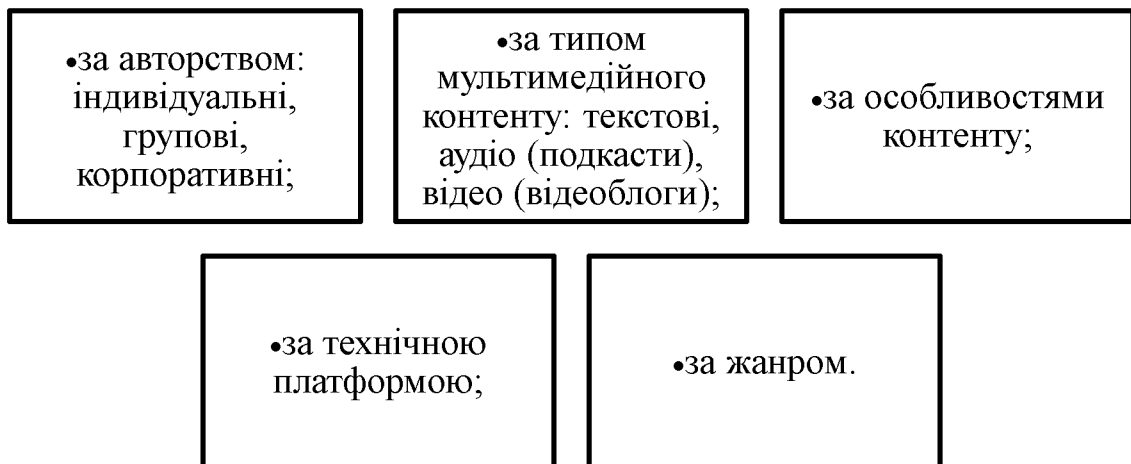 •за авторством:
індивідуальні,
групові,
корпоративні;
•за типом
мультимедійного
контенту: текстові,
аудіо (подкасти),
відео (відеоблоги);
•за особливостями
контенту;
•за технічною
платформою;
•за жанром.